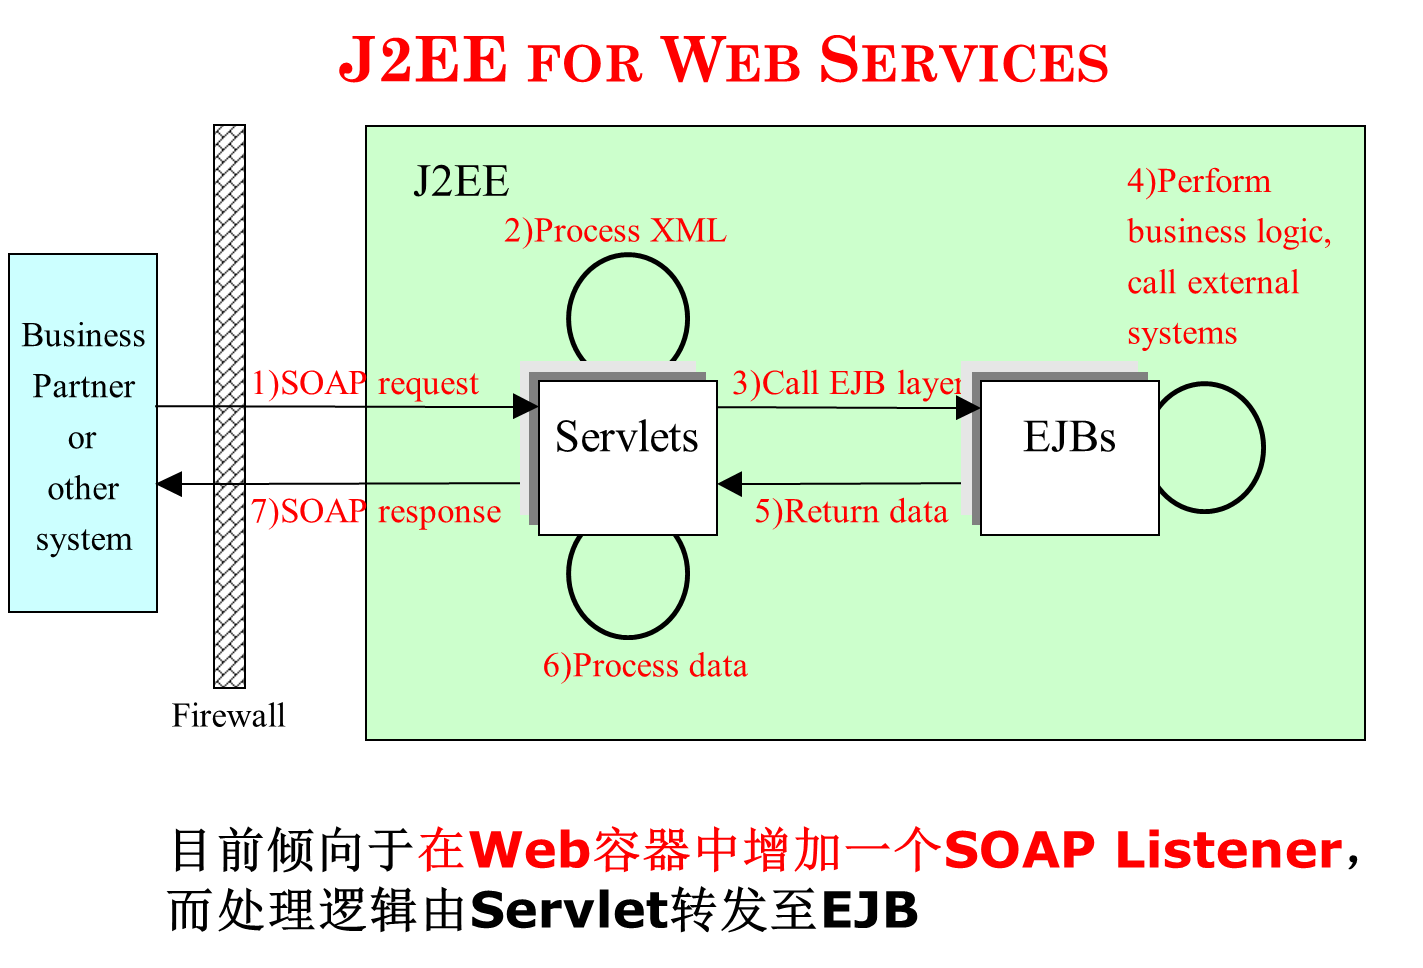 J2EE FOR WEB SERVICES
J2EE
4)Perform
business logic,
call external
systems
2)Process XML
Business
Partner
or
other
system
1)SOAP request
3)Call EJB layer
Servlets
EJBs
7)SOAP response
5)Return data
6)Process data
Firewall
目前倾向于在Web容器中增加一个SOAP Listener，
而处理逻辑由Servlet转发至EJB